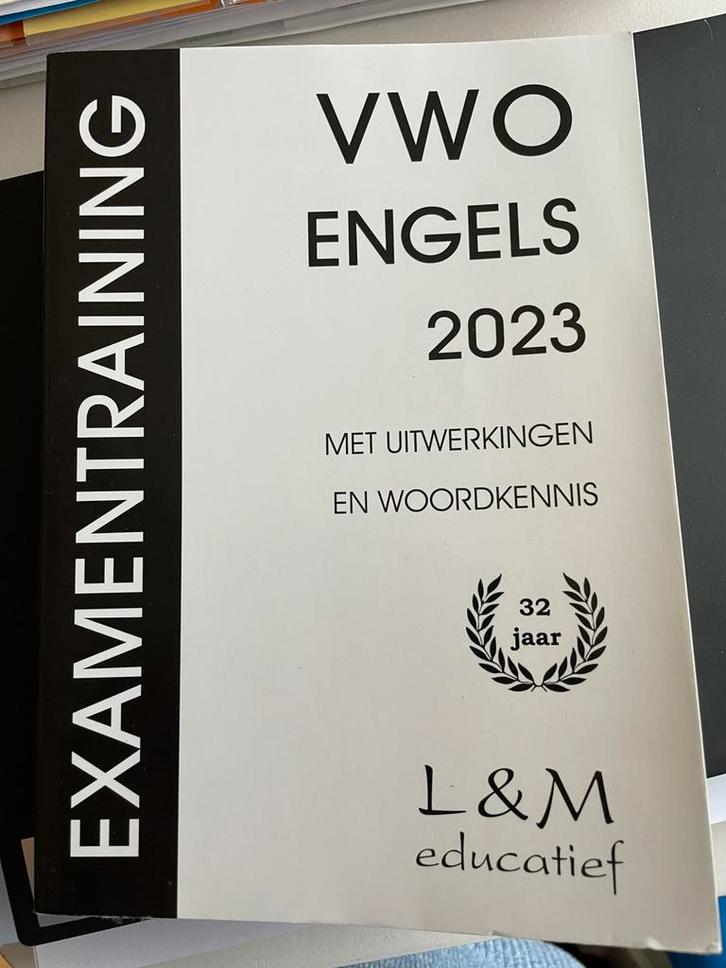 EXAMENTRAINING
VWO
ENGELS
2023
MET UITWERKINGEN
EN WOORDKENNIS
32
jaar
L&M
educatief